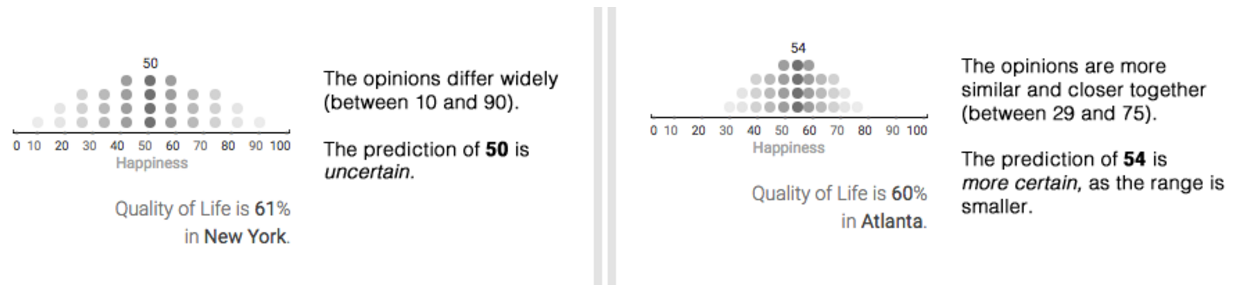 50
0 10 20 30 40 50 60 70 80 90 100
Happiness
Quality of Life is 61%
in New York.
The opinions differ widely
(between 10 and 90).
The prediction of 50 is
uncertain.
54
0 10 20 30 40 50 60 70 80 90 100
Happiness
Quality of Life is 60%
in Atlanta.
The opinions are more
similar and closer together
(between 29 and 75).
The prediction of 54 is
more certain, as the range is
smaller.